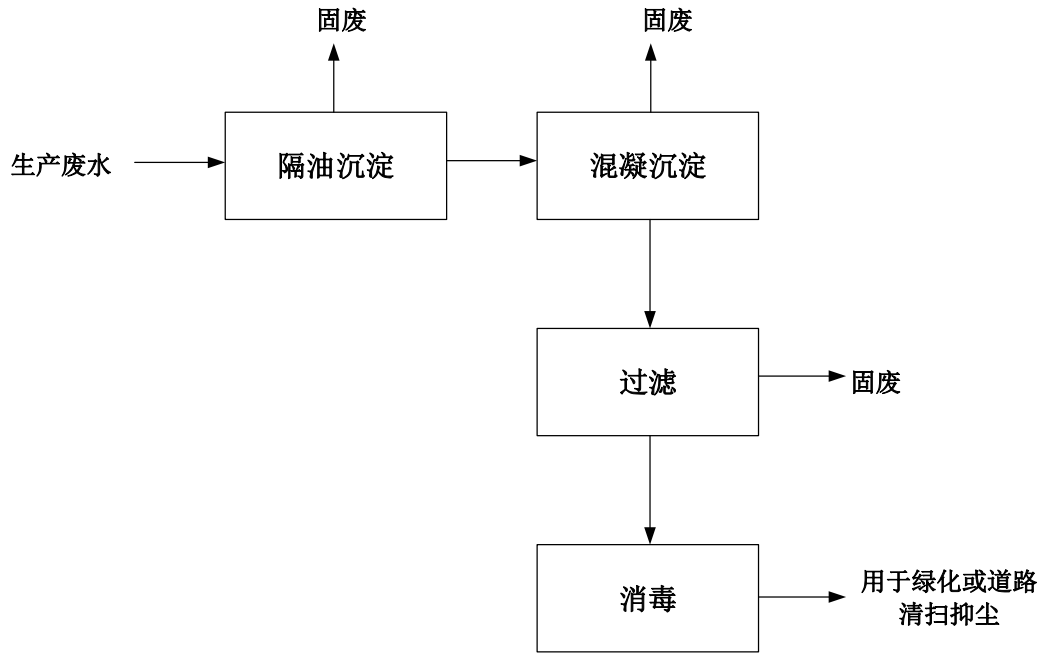 固废
固废
生产废水
隔油沉淀
混凝沉淀
过滤
固废
消毒
用于绿化或道路
清扫抑尘